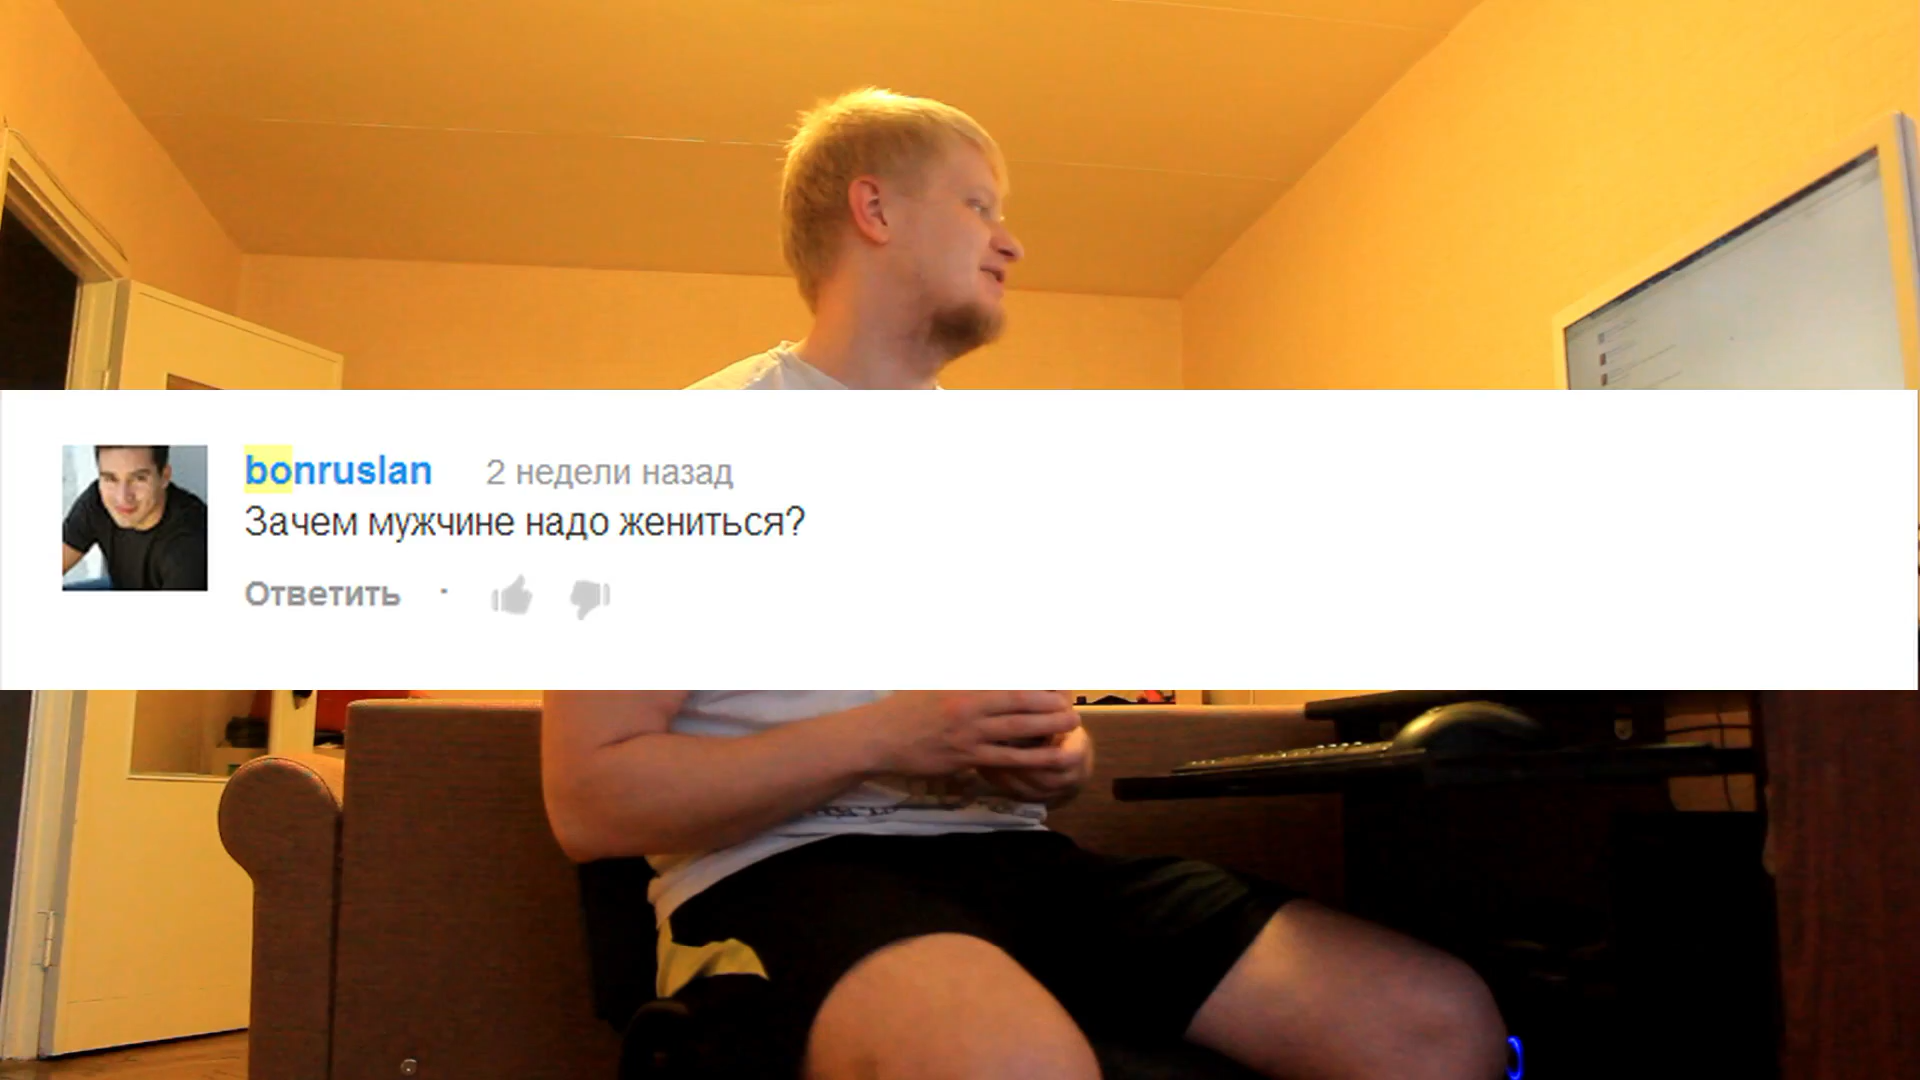 bonruslan 2 недели назад
Зачем мужчине надо жениться?
Ответить ·